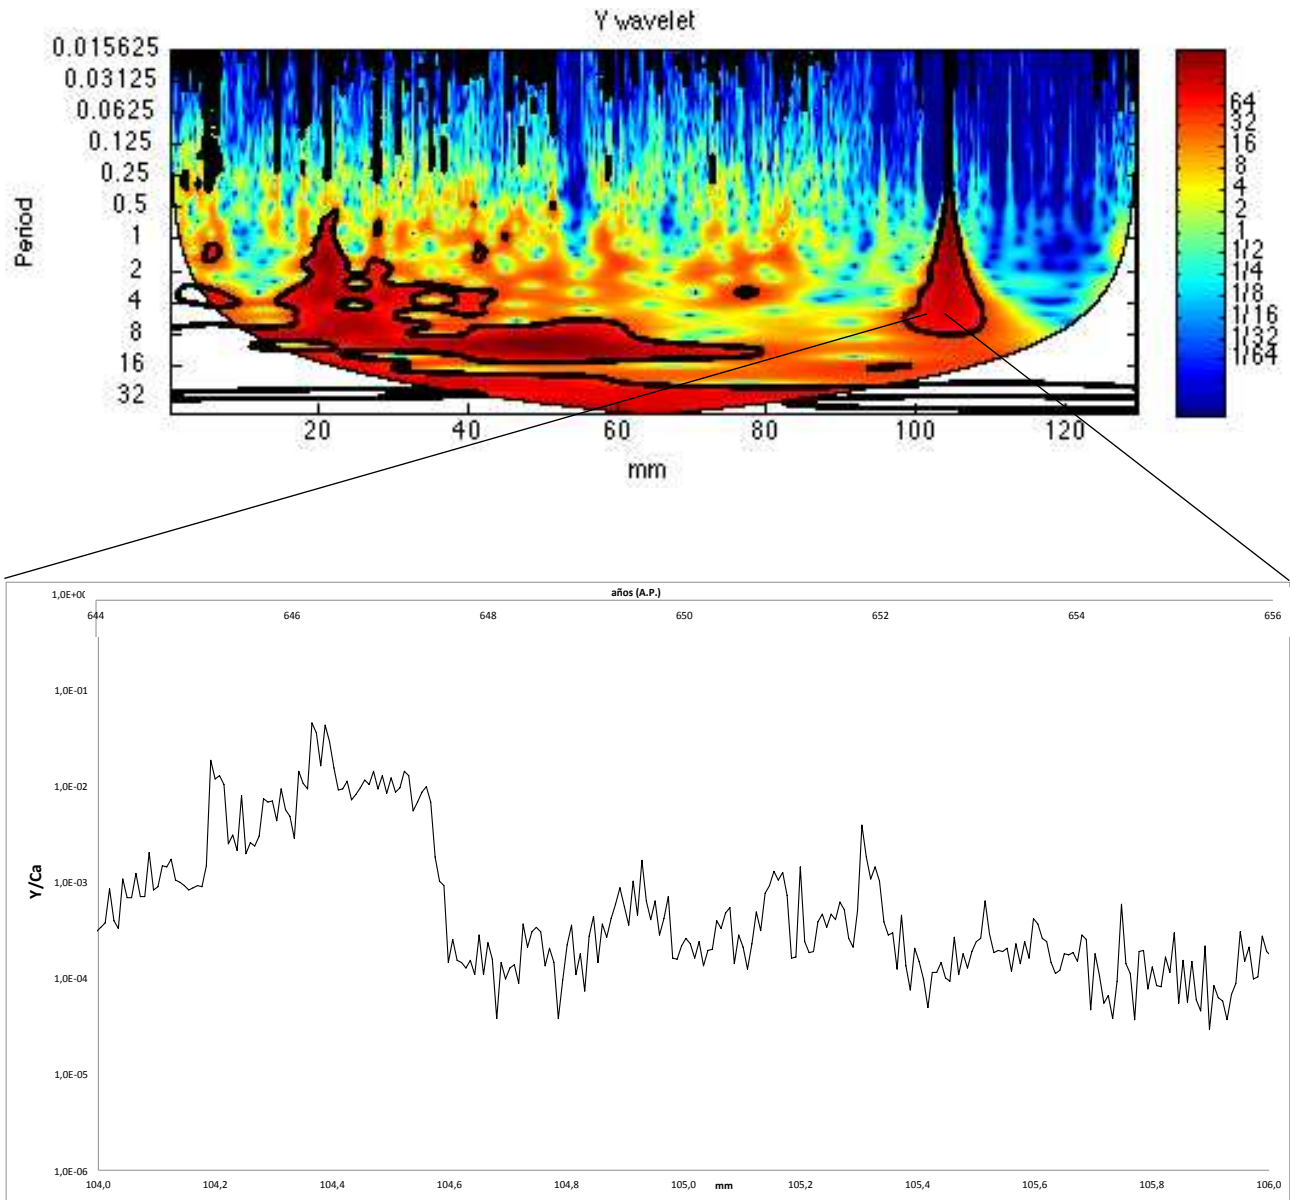 Y wavelet
0.015625
0.03125
0.0625
0.125
0.25
0.5
1
2
4
8
16
32
Period
20 40 60 80 100 120
mm
64
32
16
8
4
2
1
1/2
1/4
1/8
1/16
1/32
1/64
años (A.P.)
644 646 648 650 652 654 656
1,0E+00
1,0E-01
1,0E-02
1,0E-03
1,0E-04
1,0E-05
1,0E-06
Y/Ca
104,0 104,2 104,4 104,6 104,8 105,0 mm 105,2 105,4 105,6 105,8 106,0